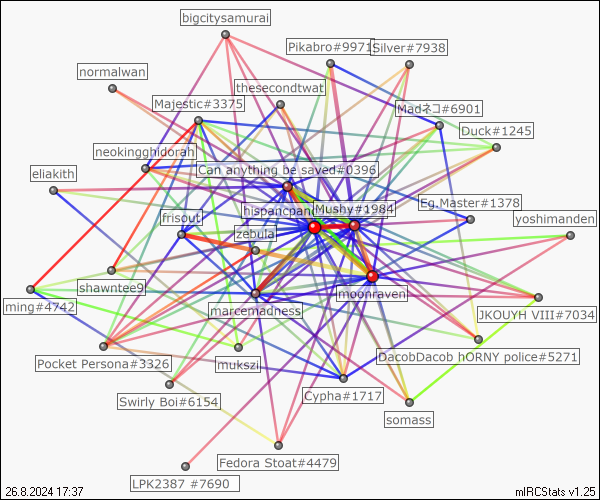 bigcitysamurai
Pikabro#9971
Silver#7938
normalwan
thesecondtwat
Majestic#3375
Madネコ#6901
Duck#1245
neokingghidorah
Can anything be saved#0396
eliakith
Eg.Master#1378
hispanicpanic
Mushy#1984
frisout
yoshimanden
zebula
shawntee9
moonraven
ming#4742
marcemadness
JKOUYH VIII#7034
DacobDacob hORNY police#5271
Pocket Persona#3326
mukszi
Swirly Boi#6154
Cypha#1717
somass
Fedora Stoat#4479
LPK2387 #7690
26.8.2024 17:37
mIRCStats v1.25